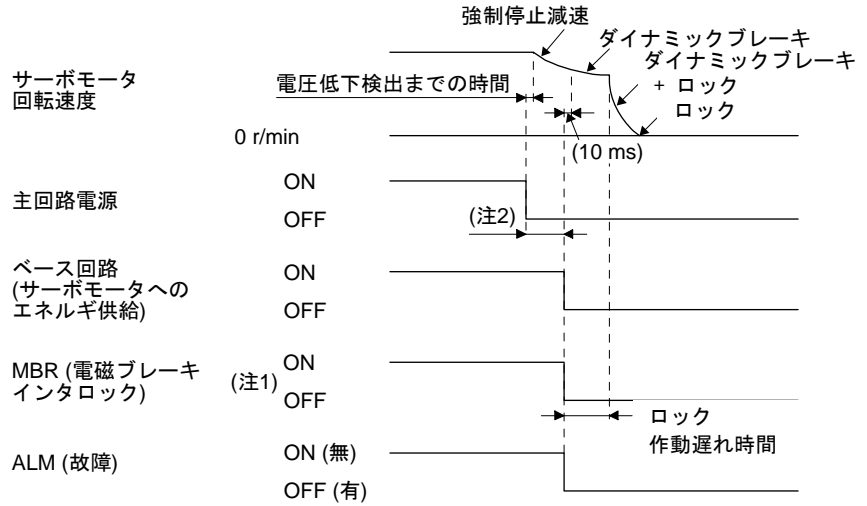 強制停止減速
ダイナミックブレーキ
ダイナミックブレーキ
+ ロック
ロック
サーボモータ
回転速度
電圧低下検出までの時間
0 r/min
(10 ms)
主回路電源
ON
OFF
(注2)
ベース回路
(サーボモータへの
エネルギ供給)
ON
OFF
MBR (電磁ブレーキ
インタロック)
(注1)
ON
OFF
ロック
作動遅れ時間
ALM (故障)
ON (無)
OFF (有)